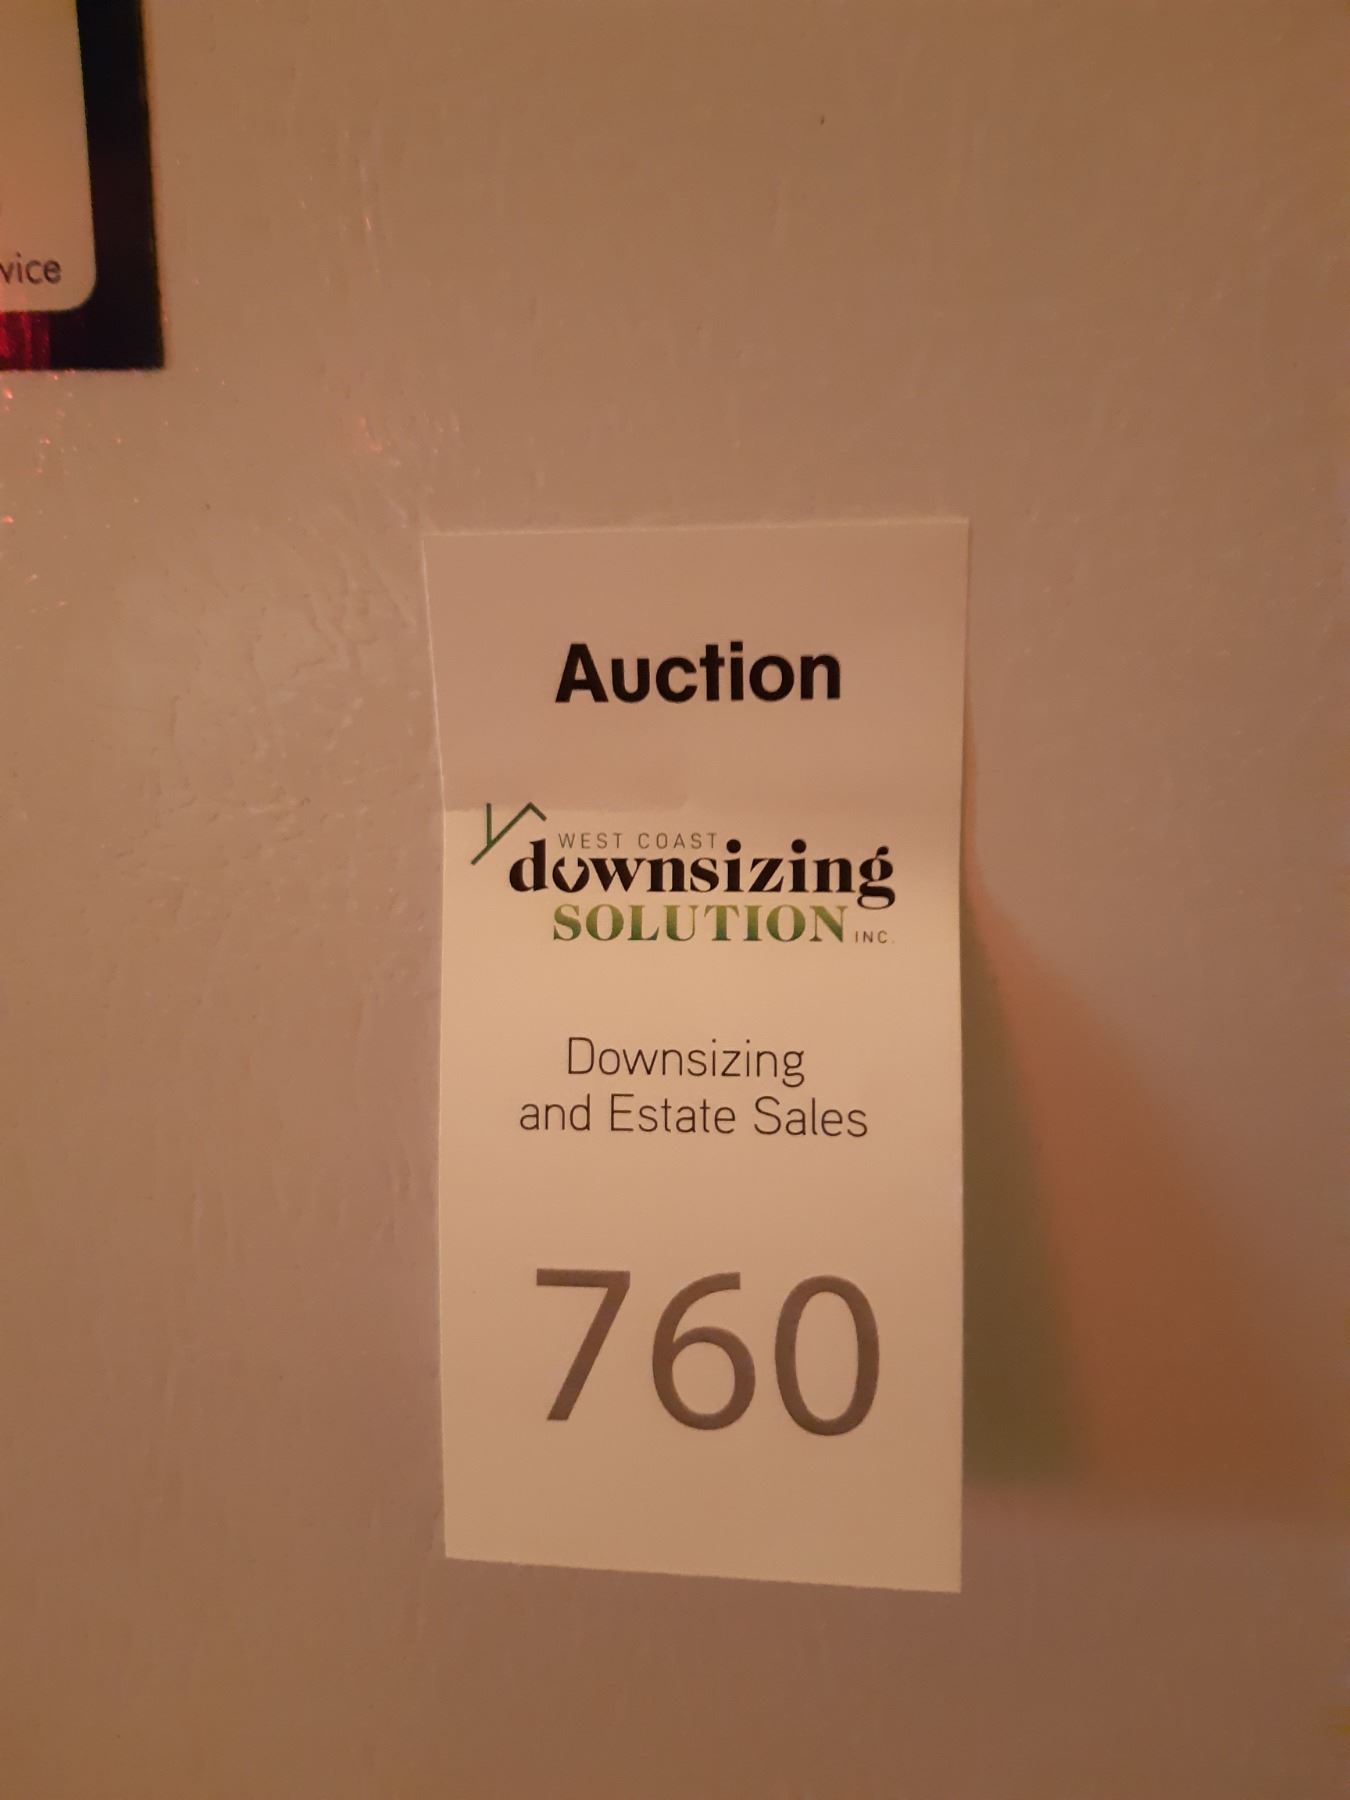 vice
Auction
WEST COAST
downsizing
SOLUTION INC.
Downsizing
and Estate Sales
760